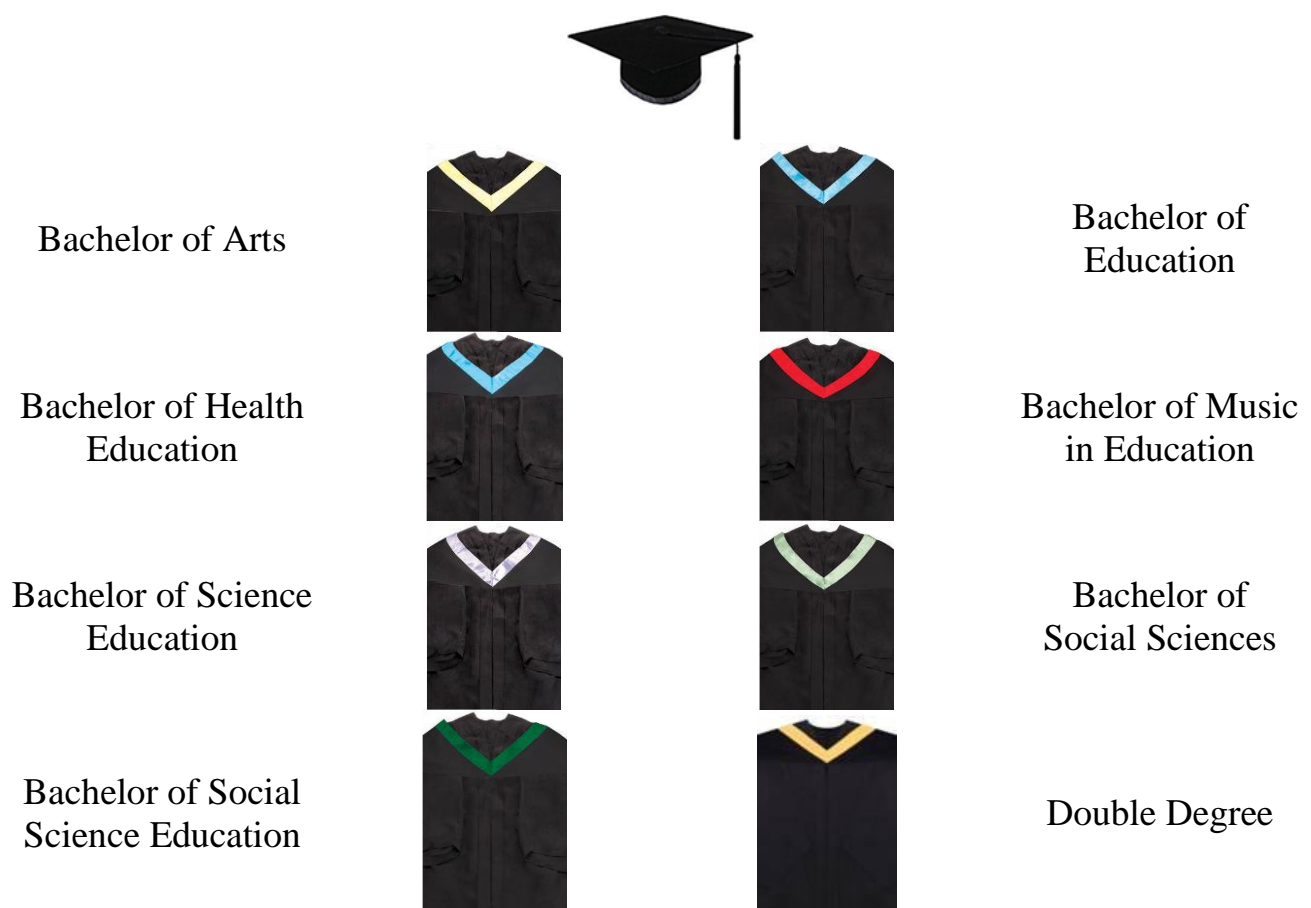 Bachelor of Arts
Bachelor of
Education
Bachelor of Health
Education
Bachelor of Music
in Education
Bachelor of Science
Education
Bachelor of
Social Sciences
Bachelor of Social
Science Education
Double Degree